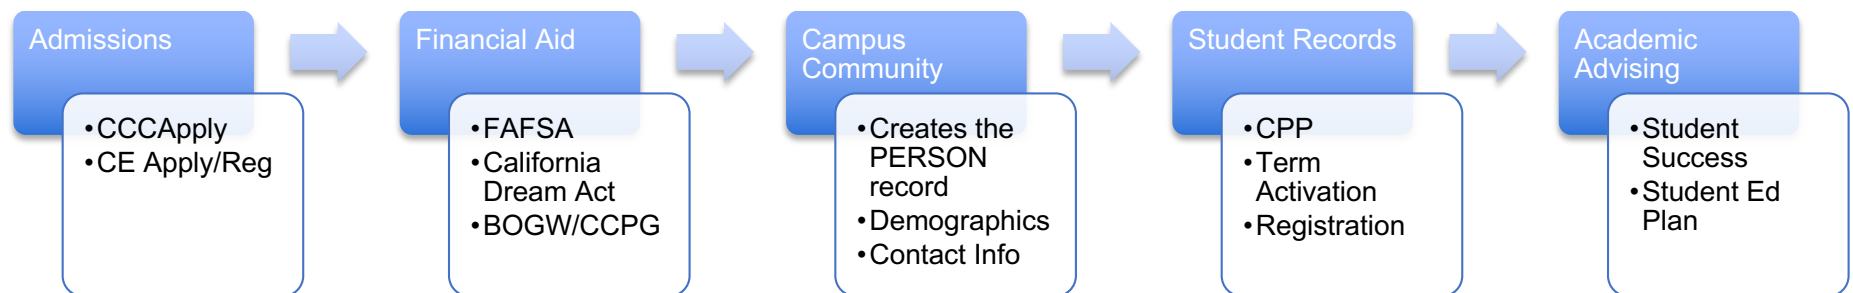 Admissions
•CCCApply
•CE Apply/Reg
Financial Aid
•FAFSA
•California
Dream Act
•BOGW/CCPG
Campus
Community
•Creates the
PERSON
record
•Demographics
•Contact Info
Student Records
•CPP
•Term
Activation
•Registration
Academic
Advising
•Student
Success
•Student Ed
Plan